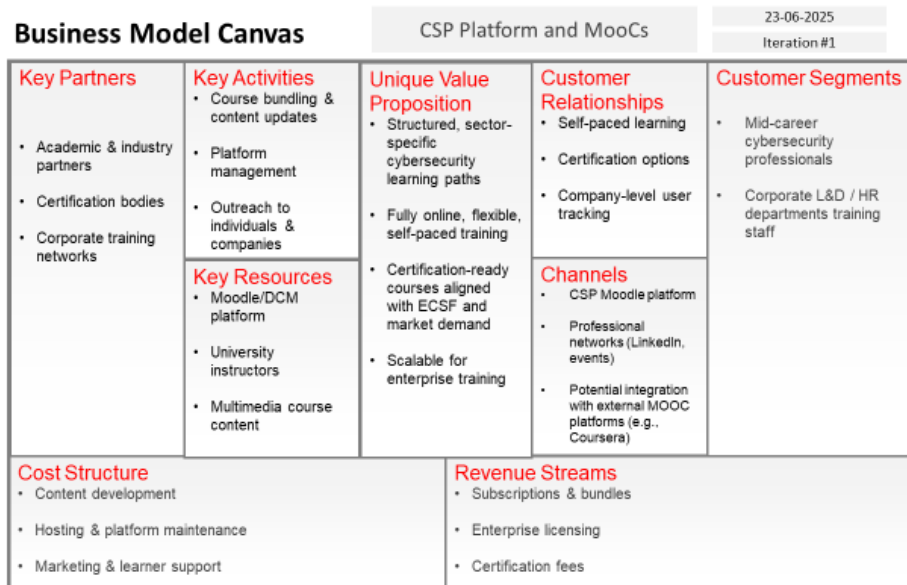 Business Model Canvas
CSP Platform and MooCs
23-06-2025
Iteration #1
Key Partners
• Academic & industry
partners
• Certification bodies
• Corporate training
networks
Key Activities
• Course bundling &
content updates
• Platform
management
• Outreach to
individuals &
companies
Key Resources
• Moodle/DCM
platform
• University
instructors
• Multimedia course
content
Unique Value
Proposition
• Structured, sector-
specific
cybersecurity
learning paths
• Fully online, flexible,
self-paced training
• Certification-ready
courses aligned
with ECSF and
market demand
• Scalable for
enterprise training
Customer
Relationships
• Self-paced learning
• Certification options
• Company-level user
tracking
Channels
• CSP Moodle platform
• Professional
networks (LinkedIn,
events)
• Potential integration
with external MOOC
platforms (e.g.,
Coursera)
Customer Segments
• Mid-career
cybersecurity
professionals
• Corporate L&D / HR
departments training
staff
Cost Structure
• Content development
• Hosting & platform maintenance
• Marketing & learner support
Revenue Streams
• Subscriptions & bundles
• Enterprise licensing
• Certification fees